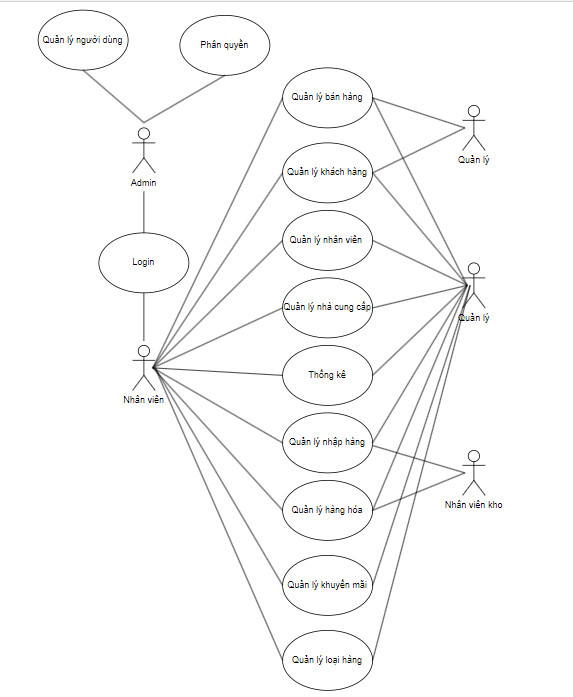 Quản lý người dùng
Phân quyền
Quản lý bán hàng
Quản lý
Quản lý khách hàng
Admin
Quản lý nhân viên
Login
Quản lý nhà cung cấp
Quản lý
Thống kê
Nhân viên
Quản lý nhập hàng
Nhân viên kho
Quản lý hàng hóa
Quản lý khuyến mãi
Quản lý loại hàng